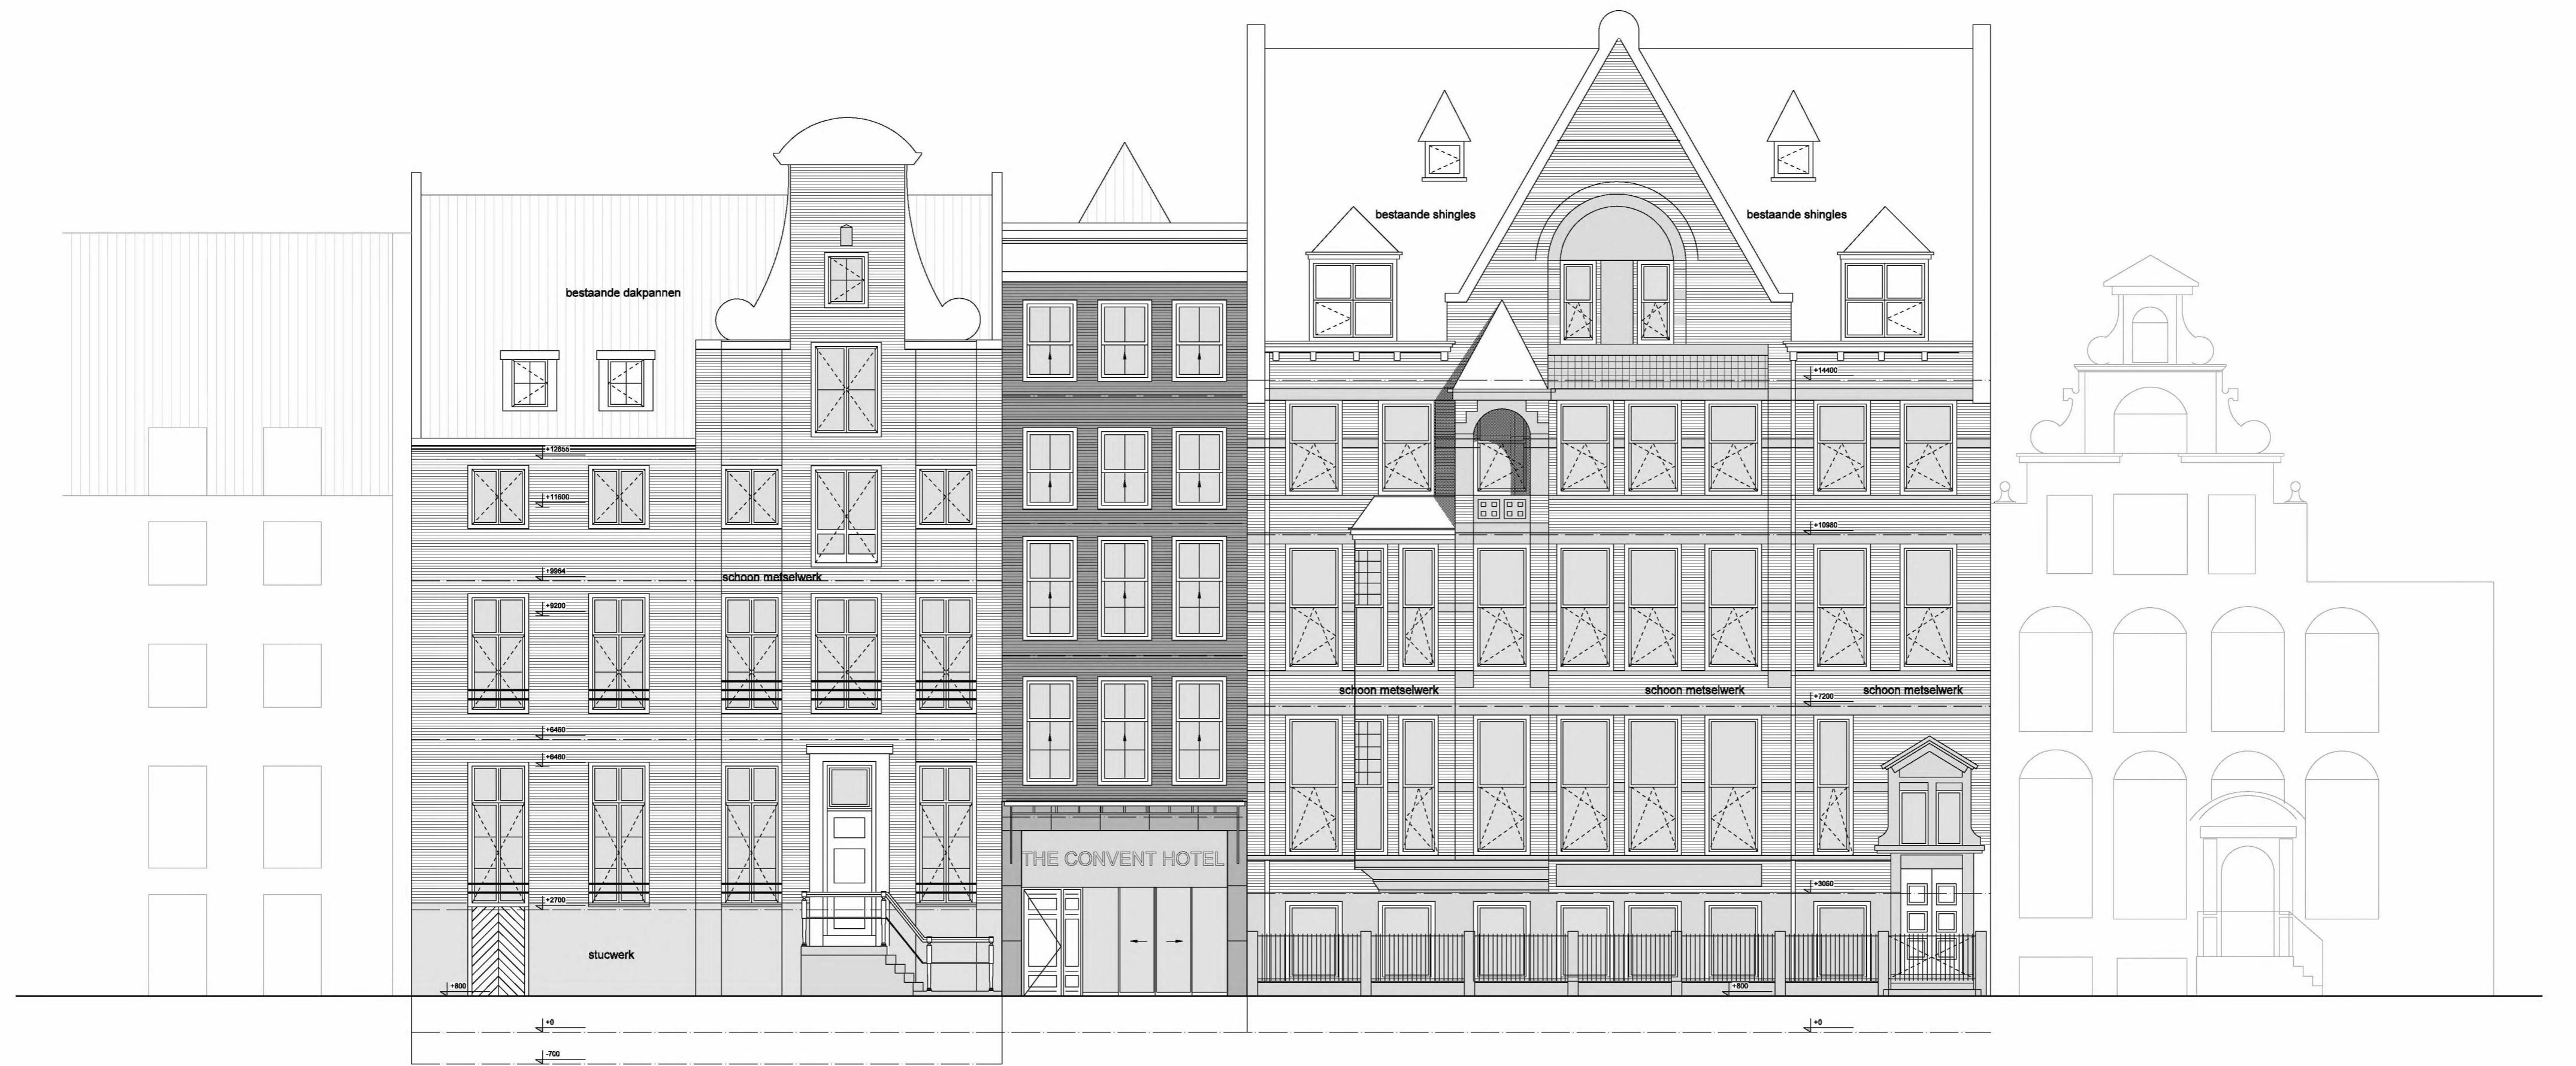 bestaande shingles
bestaande shingles
bestaande dakpannen
+14400
+12855
+11600
+10980
+9964
schoon metselwerk
+9200
schoon metselwerk
schoon metselwerk
schoon metselwerk
+7200
+6460
+6460
THE CONVENT HOTEL
+3060
+2700
stucwerk
+800
+800
+0
+0
-700